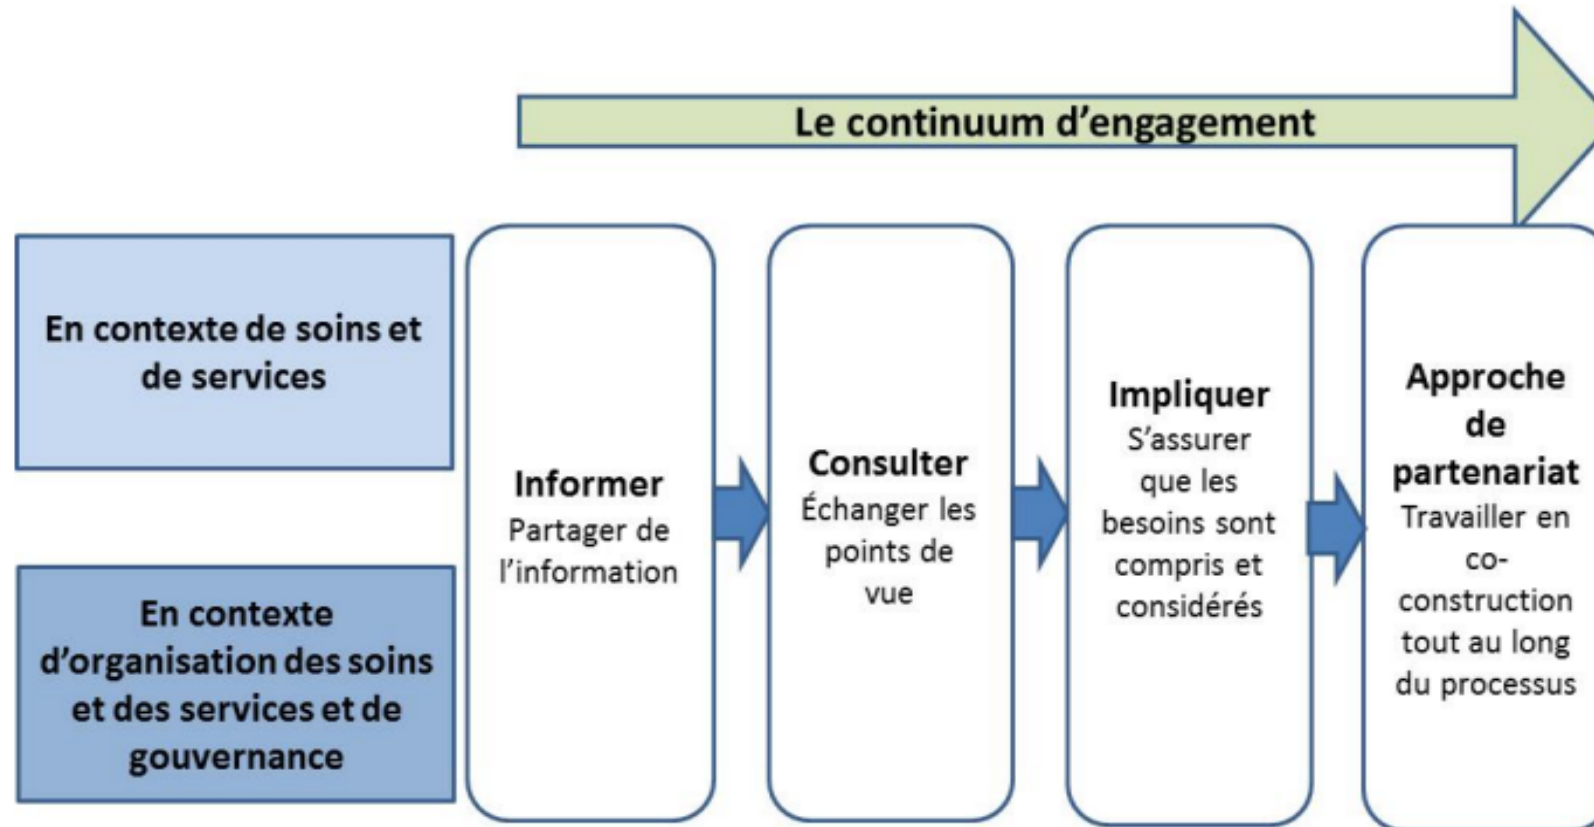 Le continuum d’engagement
En contexte de soins et
de services
En contexte
d’organisation des soins
et des services et de
gouvernance
Informer
Partager de
l’information
Consulter
Échanger les
points de
vue
Impliquer
S’assurer
que les
besoins sont
compris et
considérés
Approche
de
partenariat
Travailler en
co-
construction
tout au long
du processus